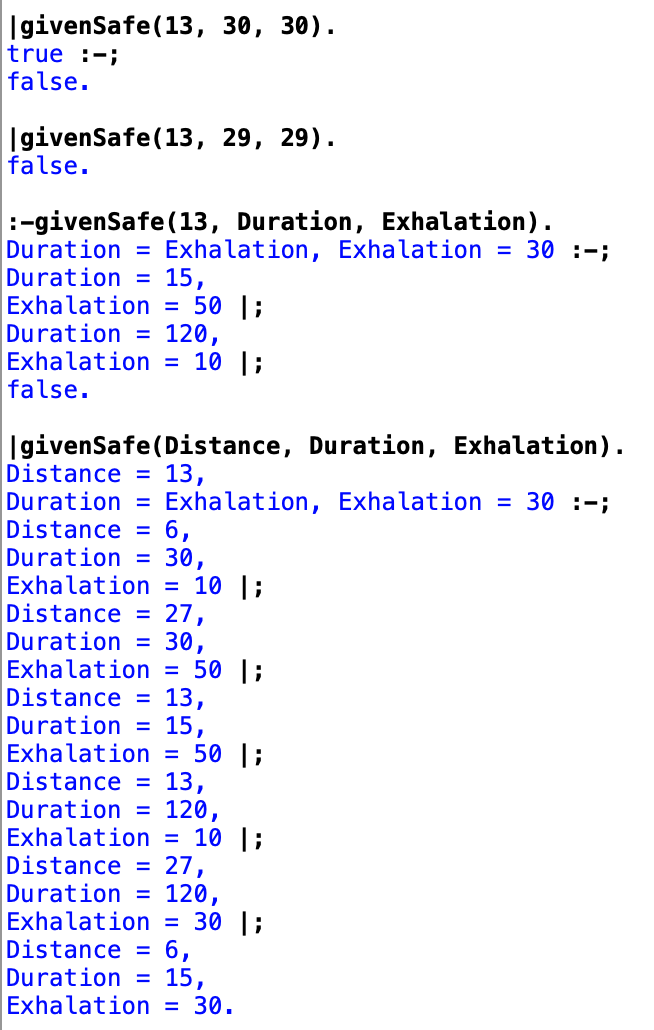 |givenSafe(13, 30, 30).
true :-;
false.

|givenSafe(13, 29, 29).
false.

:-givenSafe(13, Duration, Exhalation).
Duration = Exhalation, Exhalation = 30 :-;
Duration = 15,
Exhalation = 50 |;
Duration = 120,
Exhalation = 10 |;
false.

|givenSafe(Distance, Duration, Exhalation).
Distance = 13,
Duration = Exhalation, Exhalation = 30 :-;
Distance = 6,
Duration = 30,
Exhalation = 10 |;
Distance = 27,
Duration = 30,
Exhalation = 50 |;
Distance = 13,
Duration = 15,
Exhalation = 50 |;
Distance = 13,
Duration = 120,
Exhalation = 10 |;
Distance = 27,
Duration = 120,
Exhalation = 30 |;
Distance = 6,
Duration = 15,
Exhalation = 30.